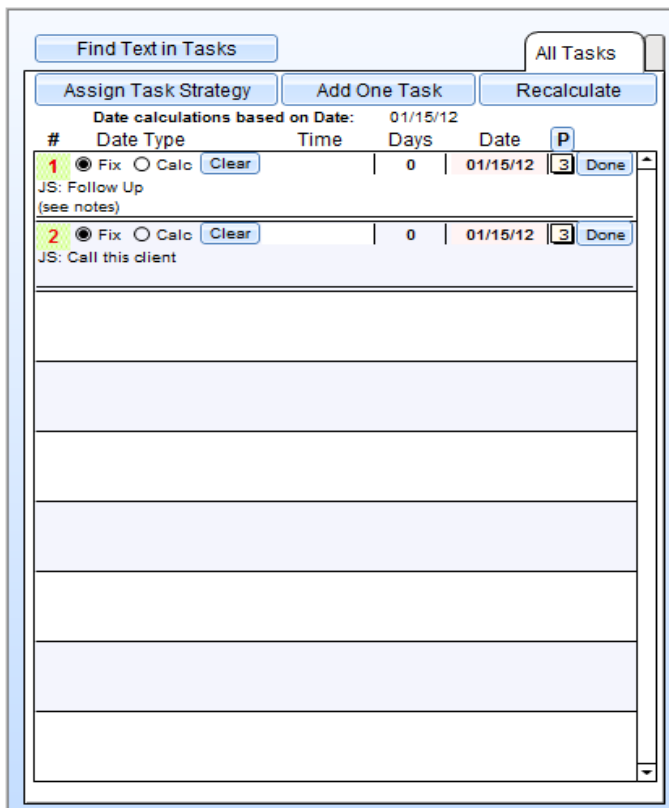 Find Text in Tasks
All Tasks
Assign Task Strategy Add One Task Recalculate
Date calculations based on Date: 01/15/12
# Date Type Time Days Date P
1 Fix Calc Clear 0 01/15/12 3 Done
JS: Follow Up
(see notes)
2 Fix Calc Clear 0 01/15/12 3 Done
JS: Call this client